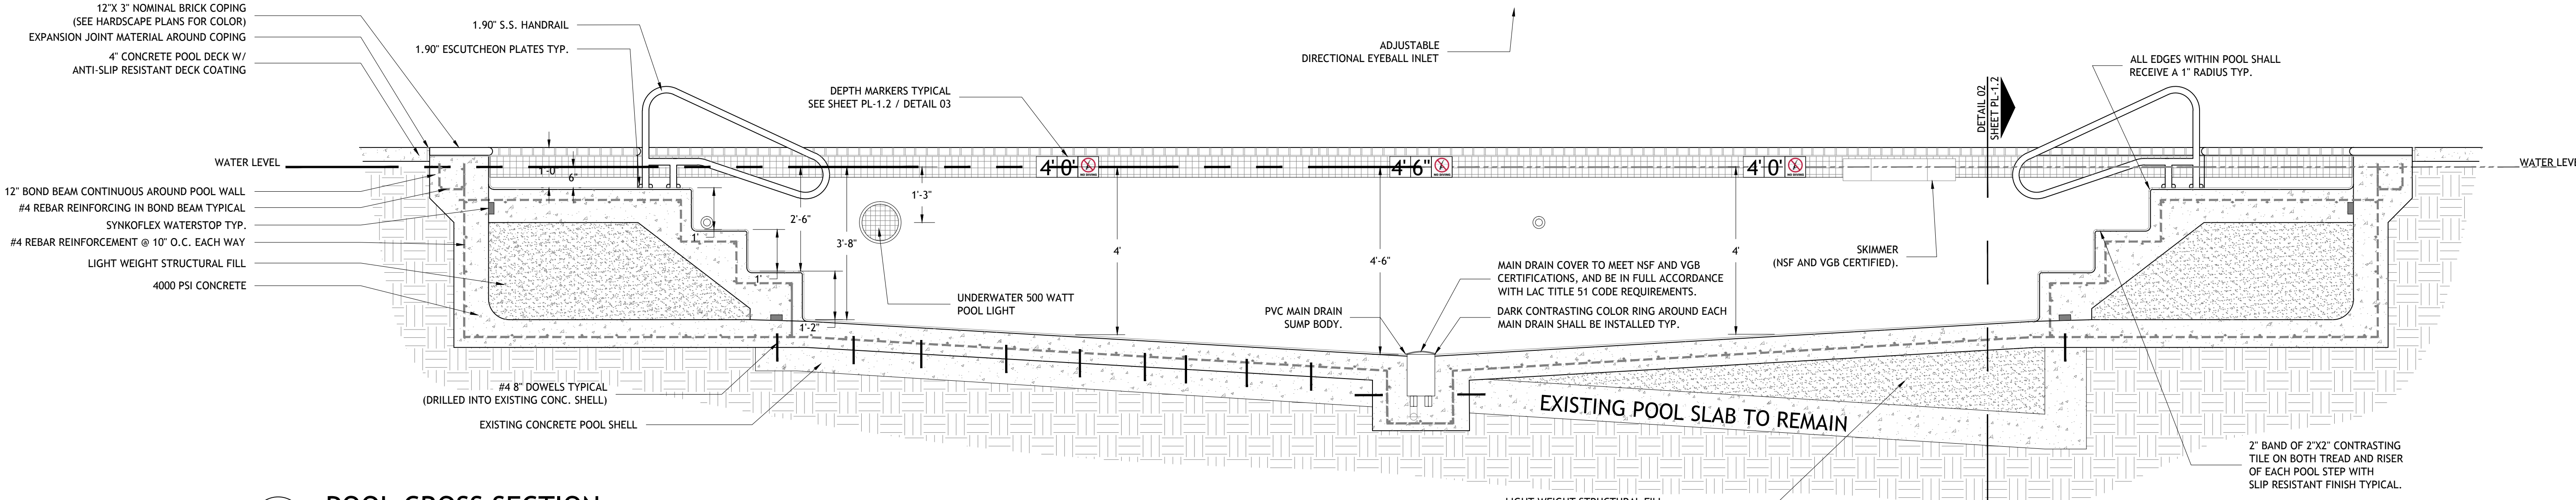 12"X 3" NOMINAL BRICK COPING
(SEE HARDSCAPE PLANS FOR COLOR)
EXPANSION JOINT MATERIAL AROUND COPING
4" CONCRETE POOL DECK W/
ANTI-SLIP RESISTANT DECK COATING
1.90" S.S. HANDRAIL
1.90" ESCUTCHEON PLATES TYP.
DEPTH MARKERS TYPICAL
SEE SHEET PL-1.2 / DETAIL 03
ADJUSTABLE
DIRECTIONAL EYEBALL INLET
DETAIL 02
SHEET PL-1.2
ALL EDGES WITHIN POOL SHALL
RECEIVE A 1" RADIUS TYP.
WATER LEVEL
WATER LEVE
4' 0"
4' 6"
4' 0"
1'-0
6"
12" BOND BEAM CONTINUOUS AROUND POOL WALL
#4 REBAR REINFORCING IN BOND BEAM TYPICAL
SYNKOFLEX WATERSTOP TYP.
#4 REBAR REINFORCEMENT @ 10" O.C. EACH WAY
LIGHT WEIGHT STRUCTURAL FILL
4000 PSI CONCRETE
1'
1'
1'-2"
2'-6"
3'-8"
1'-3"
4'
4'-6"
4'
UNDERWATER 500 WATT
POOL LIGHT
PVC MAIN DRAIN
SUMP BODY.
MAIN DRAIN COVER TO MEET NSF AND VGB
CERTIFICATIONS, AND BE IN FULL ACCORDANCE
WITH LAC TITLE 51 CODE REQUIREMENTS.
DARK CONTRASTING COLOR RING AROUND EACH
MAIN DRAIN SHALL BE INSTALLED TYP.
SKIMMER
(NSF AND VGB CERTIFIED).
#4 8" DOWELS TYPICAL
(DRILLED INTO EXISTING CONC. SHELL)
EXISTING CONCRETE POOL SHELL
EXISTING POOL SLAB TO REMAIN
2" BAND OF 2"X2" CONTRASTING
TILE ON BOTH TREAD AND RISER
OF EACH POOL STEP WITH
SLIP RESISTANT FINISH TYPICAL.
POOL CROSS SECTION
LIGHT WEIGHT STRUCTURAL FILL